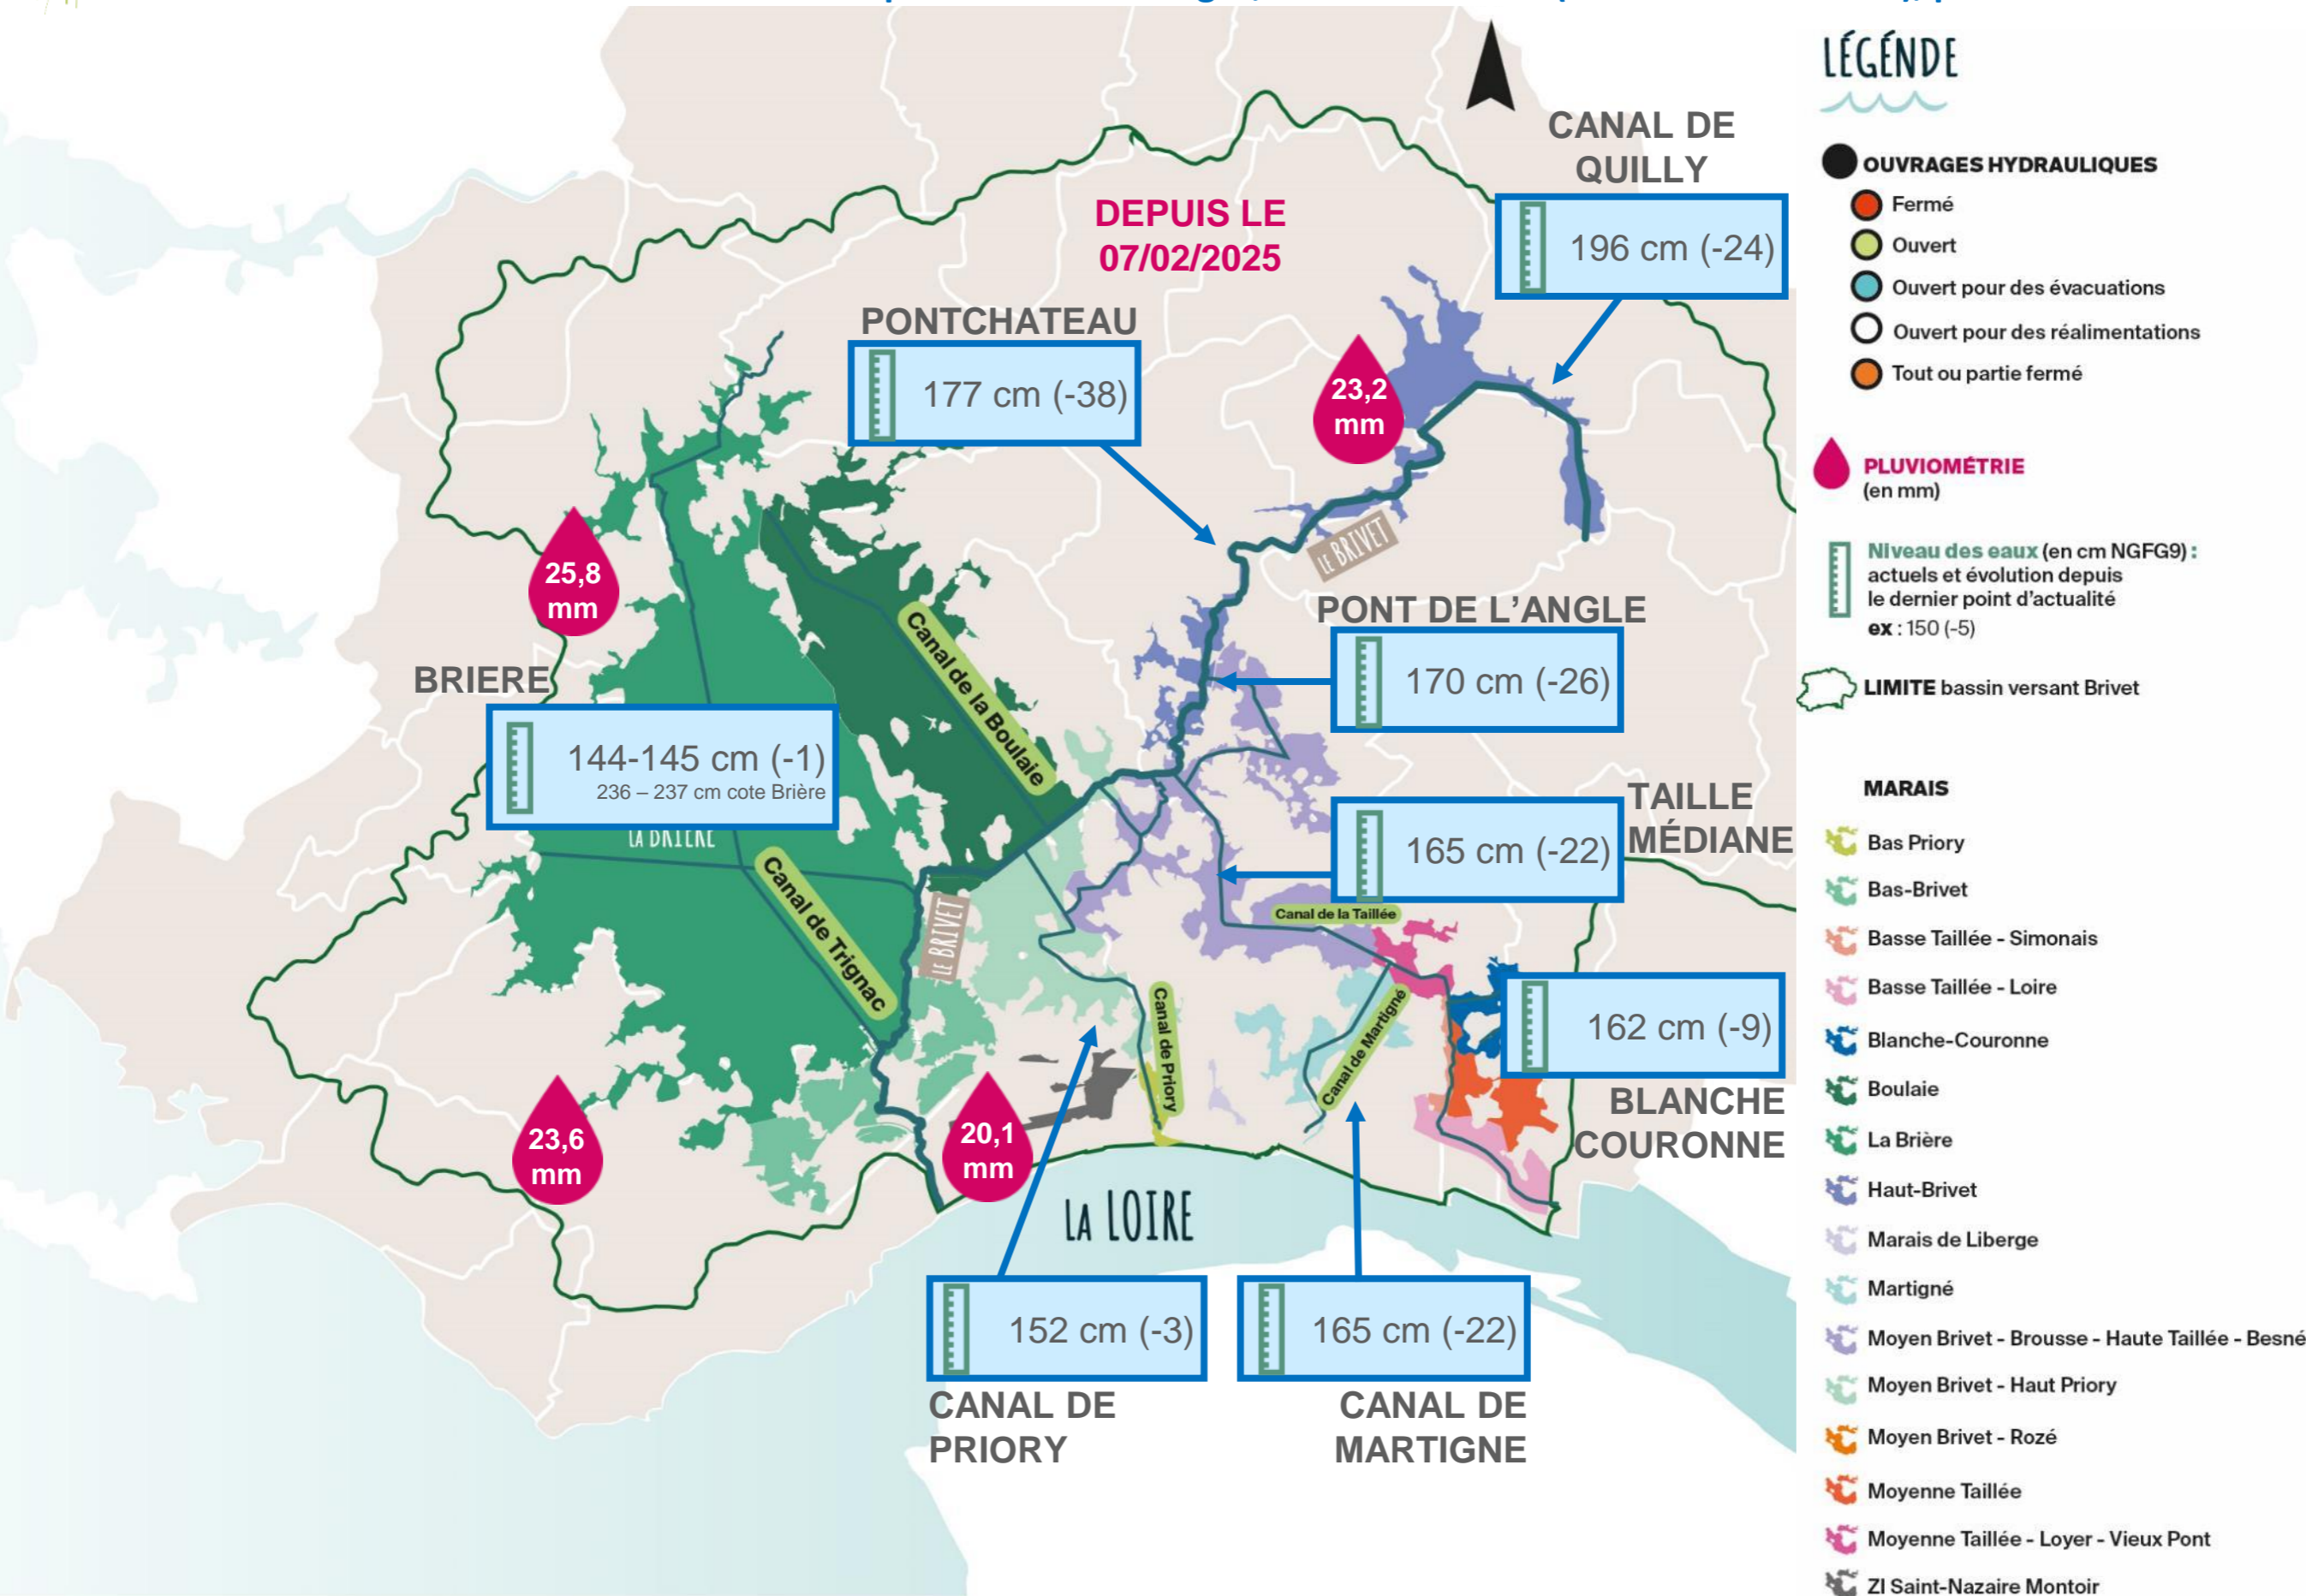 DEPUIS LE
07/02/2025
CANAL DE
QUILLY
196 cm (-24)
PONTCHATEAU
177 cm (-38)
23,2
mm
LE BRIVET
25,8
mm
PONT DE L'ANGLE
170 cm (-26)
BRIERE
144-145 cm (-1)
236 – 237 cm cote Brière
LA BRIÈRE
Canal de la Boulaie
TAILLE
MÉDIANE
165 cm (-22)
Canal de Trignac
LE BRIVET
Canal de la Taillée
Canal de Priory
Canal de Martigné
162 cm (-9)
BLANCHE
COURONNE
23,6
mm
20,1
mm
LA LOIRE
152 cm (-3)
CANAL DE
PRIORY
165 cm (-22)
CANAL DE
MARTIGNE
LÉGÉNDE
OUVRAGES HYDRAULIQUES
Fermé
Ouvert
Ouvert pour des évacuations
Ouvert pour des réalimentations
Tout ou partie fermé
PLUVIOMÉTRIE
(en mm)
NIveau des eaux (en cm NGFG9) :
actuels et évolution depuis
le dernier point d'actualité
ex : 150 (-5)
LIMITE bassin versant Brivet
MARAIS
Bas Priory
Bas-Brivet
Basse Taillée - Simonais
Basse Taillée - Loire
Blanche-Couronne
Boulaie
La Brière
Haut-Brivet
Marais de Liberge
Martigné
Moyen Brivet - Brousse - Haute Taillée - Besné
Moyen Brivet - Haut Priory
Moyen Brivet - Rozé
Moyenne Taillée
Moyenne Taillée - Loyer - Vieux Pont
ZI Saint-Nazaire Montoir